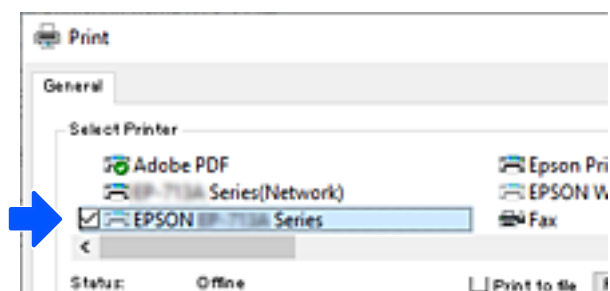 Print
General
Select Printer
Adobe PDF
Epson Pri
Series(Network)
EPSON W
EPSON Series
Fax
Status: Offline
Print to file